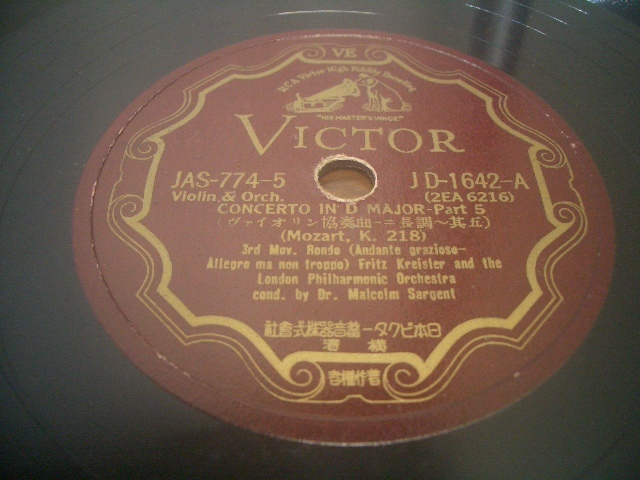 VE
RCA Victor High Fidelity Recording
"HIS MASTER'S VOICE"
VICTOR
JAS-774-5 JD-1642-A
Violin & Orch. (2EA 6216)
CONCERTO IN D MAJOR-Part 5
ヴァイオリン協奏曲－ニ長調～其五
(Mozart, K. 218)
3rd Mov. Rondo (Andante grazioso-
Allegro ma non troppo) Fritz Kreisler and the
London Philharmonic Orchestra
cond. by Dr. Malcolm Sargent
社會式株器音蓄ータクビ本日
濱横
音權作著